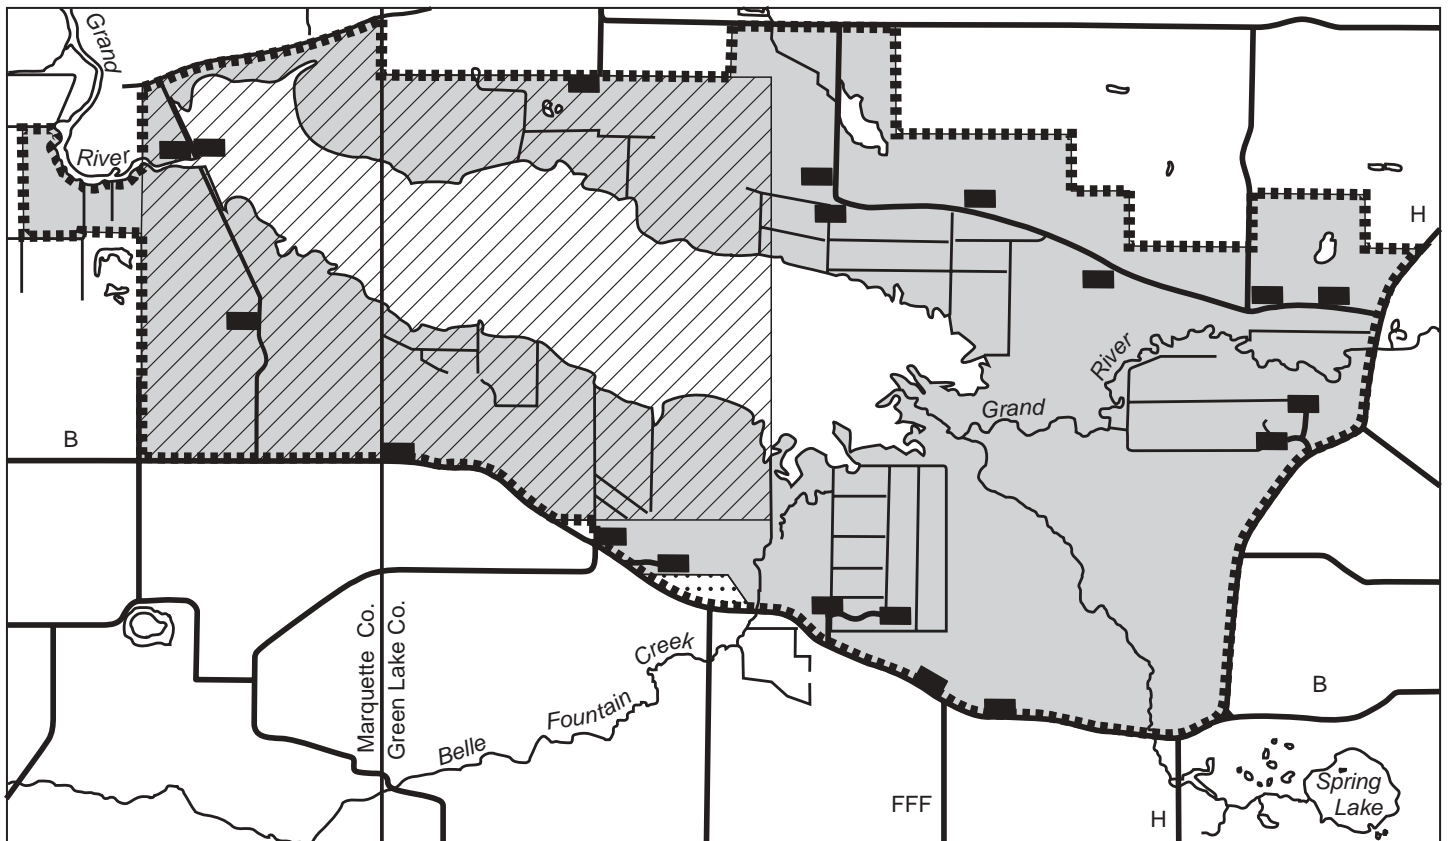 Grand
River
H
River
Grand
B
Marquette Co.
Green Lake Co.
Creek
Fountain
Belle
B
FFF
H
Spring
Lake